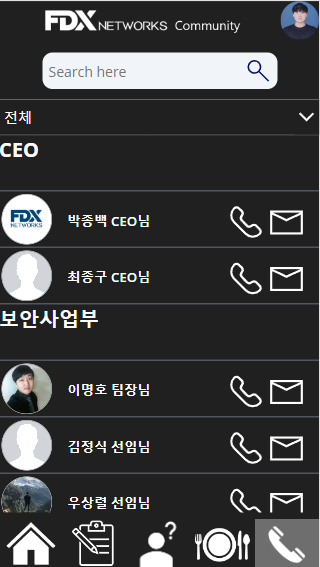 FDX NETWORKS Community
Search here
전체
CEO
FDX NETWORKS
박종백 CEO님
최종구 CEO님
보안사업부
이명호 팀장님
김정식 선임님
우상렬 선임님
?